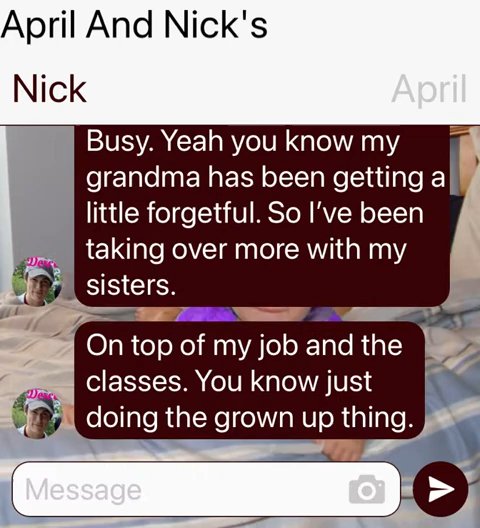 April And Nick's
Nick
April
Busy. Yeah you know my
grandma has been getting a
little forgetful. So I’ve been
taking over more with my
sisters.
On top of my job and the
classes. You know just
doing the grown up thing.
Message